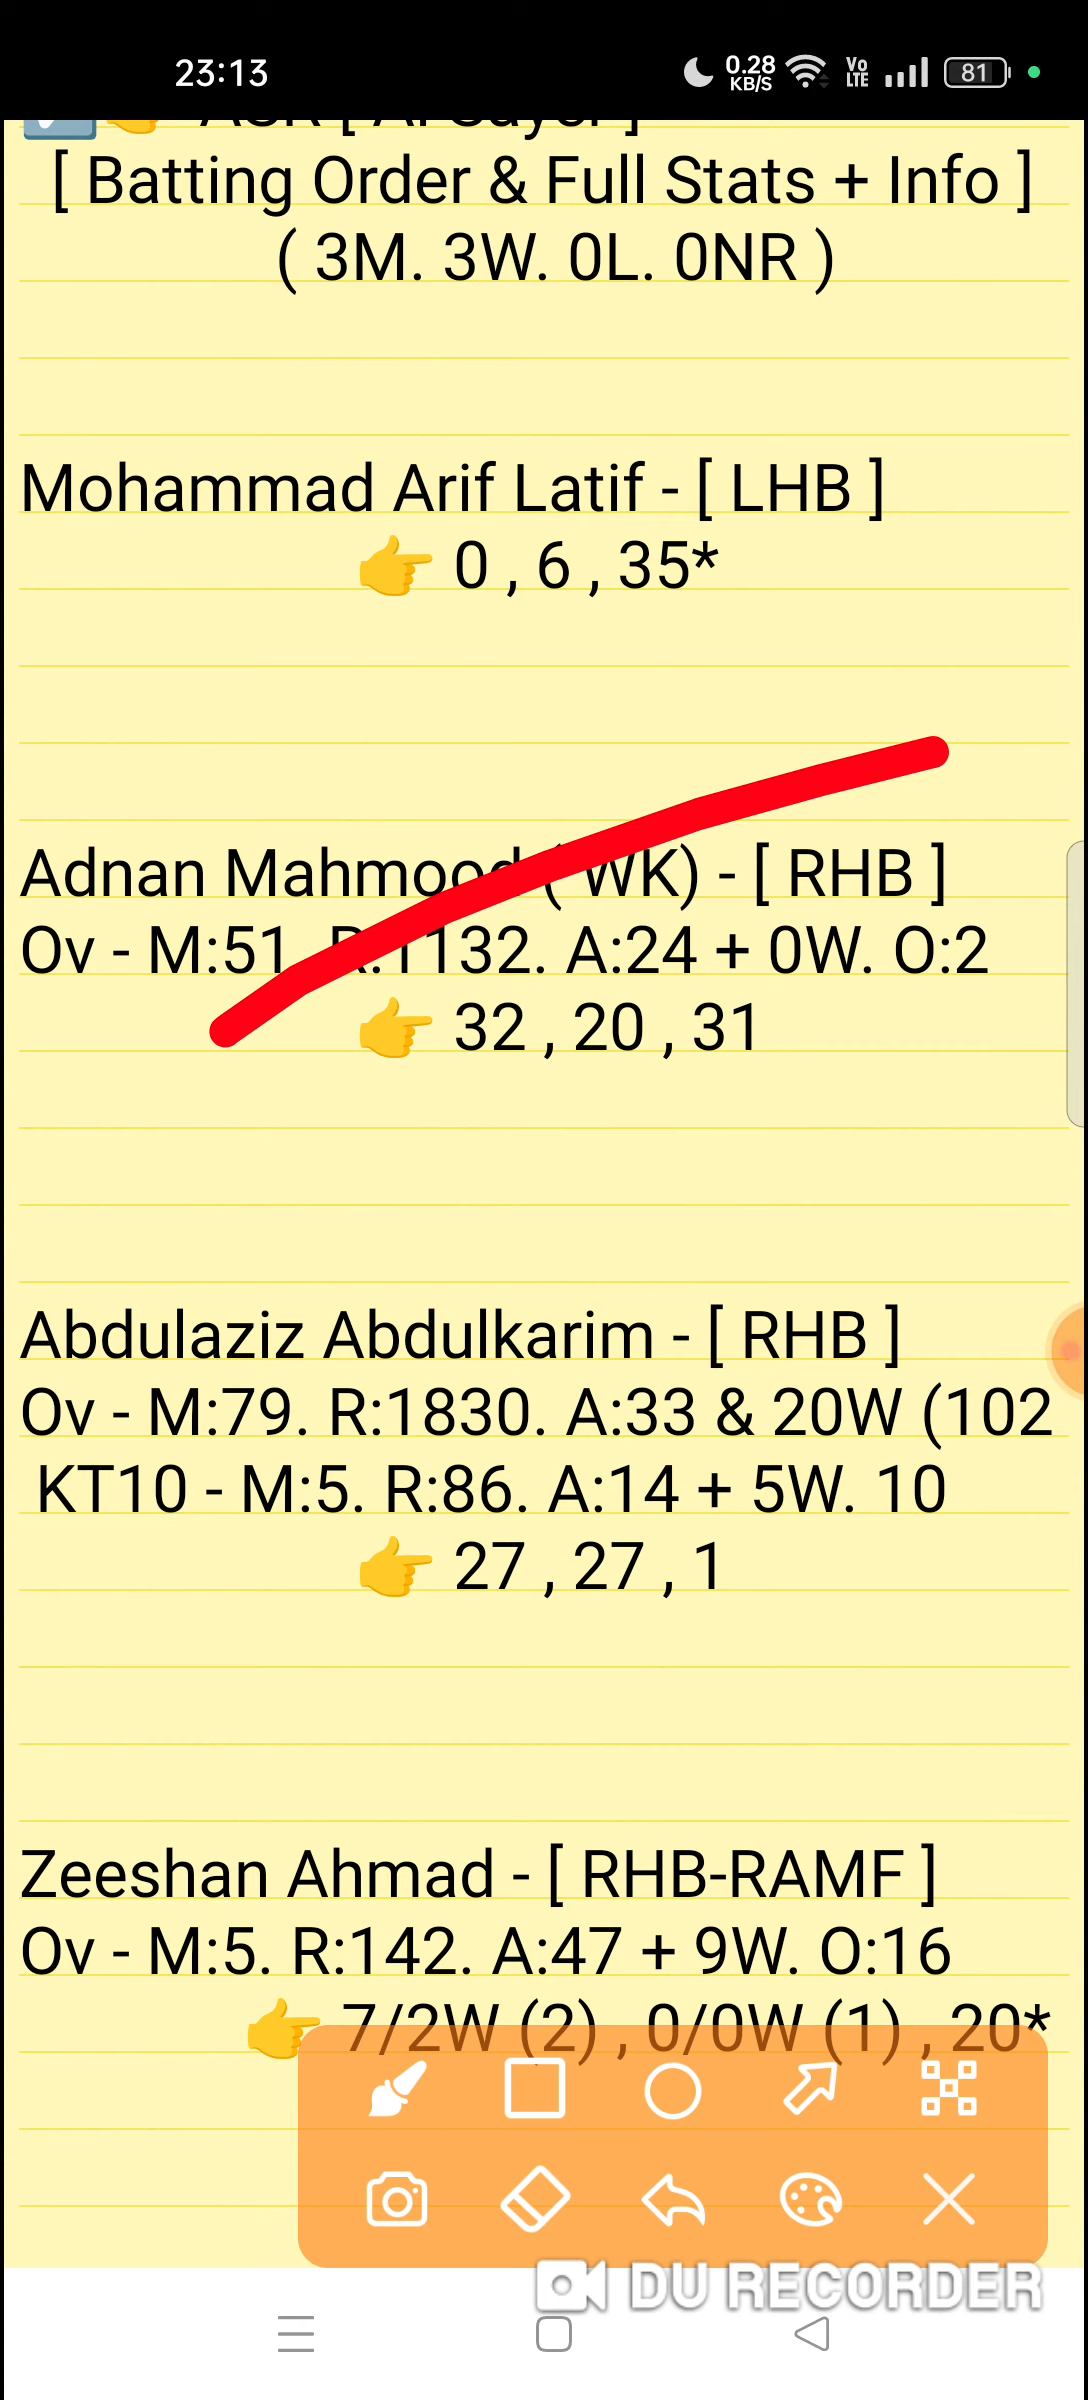 23:13 0.28 KB/S Vo LTE 81
[ Batting Order & Full Stats + Info ]
( 3M. 3W. 0L. 0NR )
Mohammad Arif Latif - [ LHB ]
👉 0 , 6 , 35*
Adnan Mahmood (WK) - [ RHB ]
Ov - M:51. R:1132. A:24 + 0W. O:2
👉 32 , 20 , 31
Abdulaziz Abdulkarim - [ RHB ]
Ov - M:79. R:1830. A:33 & 20W (102
KT10 - M:5. R:86. A:14 + 5W. 10
👉 27 , 27 , 1
Zeeshan Ahmad - [ RHB-RAMF ]
Ov - M:5. R:142. A:47 + 9W. O:16
👉 7/2W (2) , 0/0W (1) , 20*
DU RECORDER